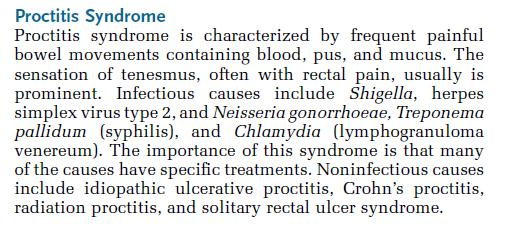 Proctitis Syndrome
Proctitis syndrome is characterized by frequent painful
bowel movements containing blood, pus, and mucus. The
sensation of tenesmus, often with rectal pain, usually is
prominent. Infectious causes include Shigella, herpes
simplex virus type 2, and Neisseria gonorrhoeae, Treponema
pallidum (syphilis), and Chlamydia (lymphogranuloma
venereum). The importance of this syndrome is that many
of the causes have specific treatments. Noninfectious causes
include idiopathic ulcerative proctitis, Crohn's proctitis,
radiation proctitis, and solitary rectal ulcer syndrome.